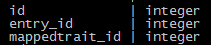 id | integer
entry_id | integer
mappedtrait_id | integer